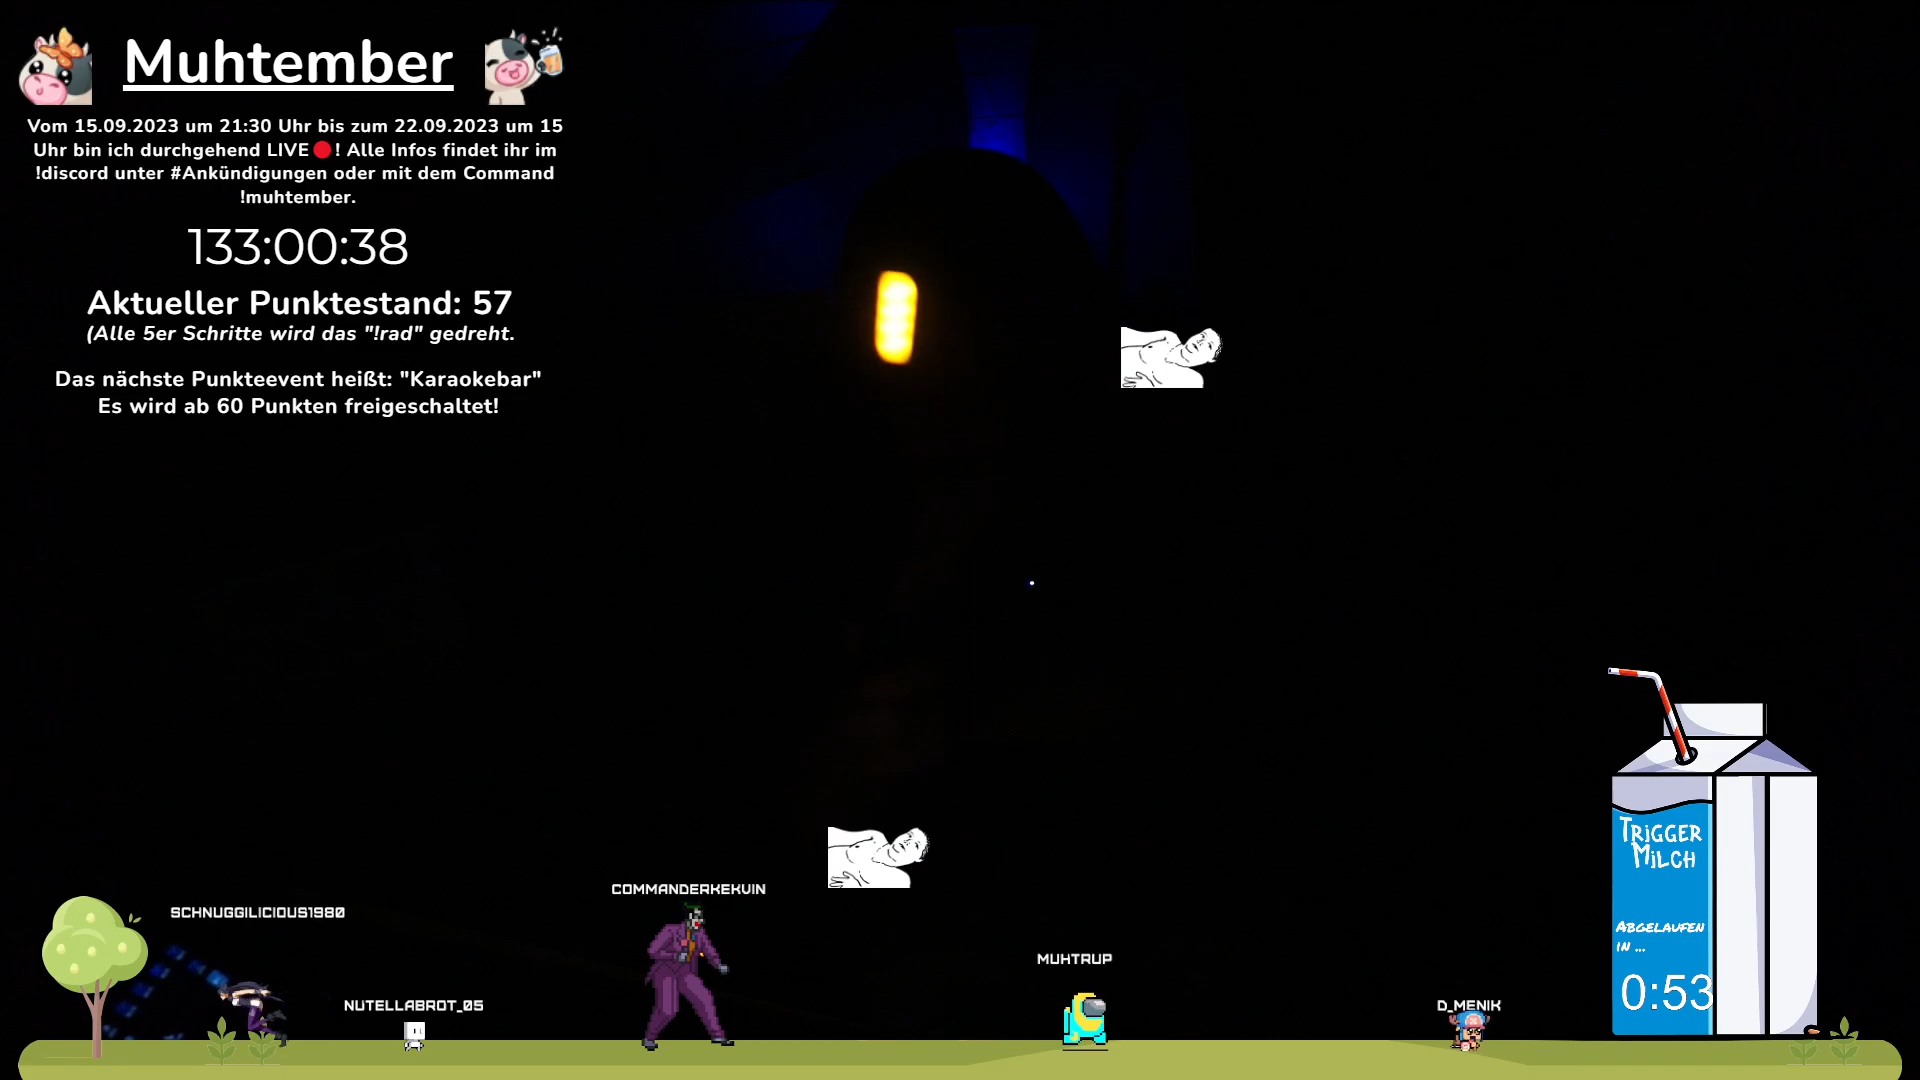 Muhtember
Vom 15.09.2023 um 21:30 Uhr bis zum 22.09.2023 um 15
Uhr bin ich durchgehend LIVE🔴! Alle Infos findet ihr im
!discord unter #Ankündigungen oder mit dem Command
!muhtember.
133:00:38
Aktueller Punktestand: 57
(Alle 5er Schritte wird das "!rad" gedreht.
Das nächste Punkteevent heißt: "Karaokebar"
Es wird ab 60 Punkten freigeschaltet!
TRIGGER
MILCH
ABGELAUFEN
IN ...
0:53
COMMANDERKEKVIN
SCHNUGGILICIOUS1980
MUHTRUP
NUTELLABROT_05
D_MENIK